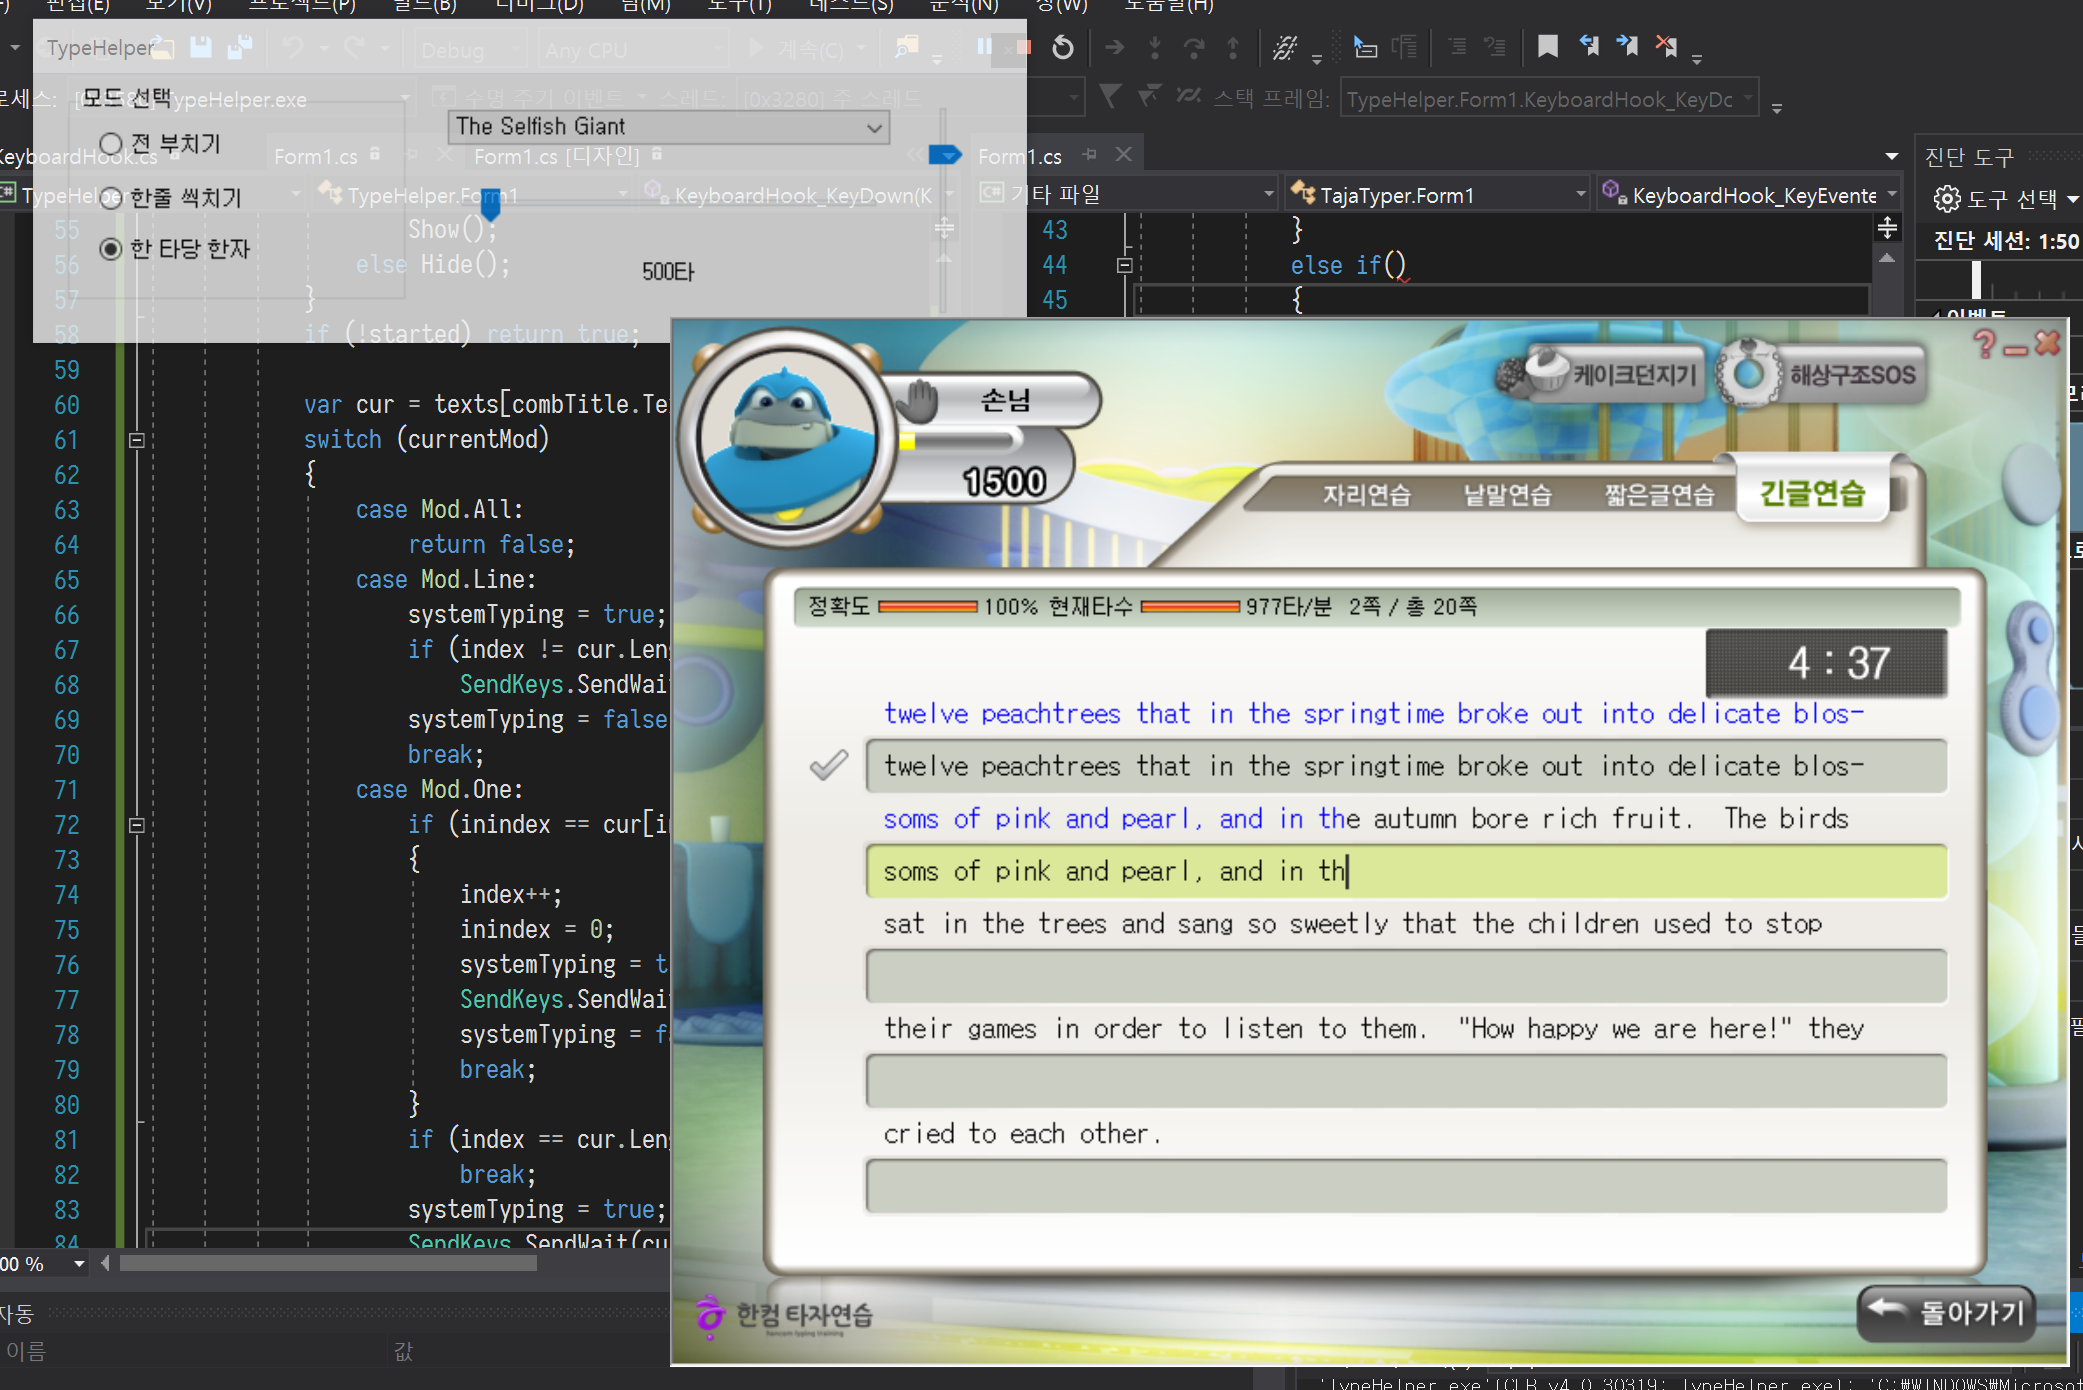 편집(E) 보기(V) 프로젝트(P) 빌드(B) 디버그(D) 팀(M) 도구(T) 테스트(S) 분석(N) 창(W) 도움말(H)
TypeHelper
Debug Any CPU 계속(C)
모드 선택
TypeHelper.exe 수명 주기 이벤트 스레드: [0x3280] 주 스레드 스택 프레임: TypeHelper.Form1.KeyboardHook_KeyDo
The Selfish Giant
전 부치기
한줄 씩치기
한 타당 한자
500타
KeyboardHook.cs Form1.cs Form1.cs [디자인] Form1.cs 진단 도구
TypeHelper TypeHelper.Form1 KeyboardHook_KeyDown(K 기타 파일 TajaTyper.Form1 KeyboardHook_KeyEvente 도구 선택
진단 세션: 1:50
55 Show();
56 else Hide();
57 }
58 if (!started) return true;
59
60 var cur = texts[combTitle.Te
61 switch (currentMod)
62 {
63 case Mod.All:
64 return false;
65 case Mod.Line:
66 systemTyping = true;
67 if (index != cur.Len
68 SendKeys.SendWai
69 systemTyping = false
70 break;
71 case Mod.One:
72 if (inindex == cur[i
73 {
74 index++;
75 inindex = 0;
76 systemTyping = t
77 SendKeys.SendWai
78 systemTyping = f
79 break;
80 }
81 if (index == cur.Len
82 break;
83 systemTyping = true;
84 SendKeys.SendWait(cu
43 }
44 else if()
45 {
이벤트
손님
1500
케이크던지기 해상구조SOS
자리연습 낱말연습 짧은글연습 긴글연습
정확도 100% 현재타수 977타/분 2쪽 / 총 20쪽
4 : 37
twelve peachtrees that in the springtime broke out into delicate blos-
twelve peachtrees that in the springtime broke out into delicate blos-
soms of pink and pearl, and in the autumn bore rich fruit. The birds
soms of pink and pearl, and in th
sat in the trees and sang so sweetly that the children used to stop
their games in order to listen to them. "How happy we are here!" they
cried to each other.
한컴 타자연습
hancom typing training
돌아가기
00 %
자동
이름 값
'TypeHelper.exe'(CLR v4.0.30319: TypeHelper.exe): 'C:₩WINDOWS₩Microsof